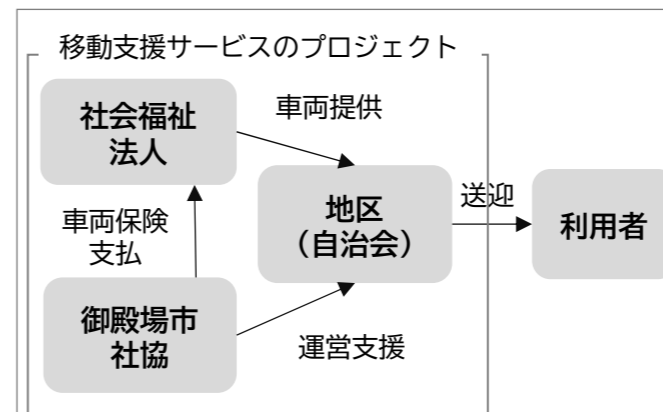 移動支援サービスのプロジェクト
社会福祉
法人
車両提供
地区
（自治会）
送迎
利用者
車両保険
支払
御殿場市
社協
運営支援